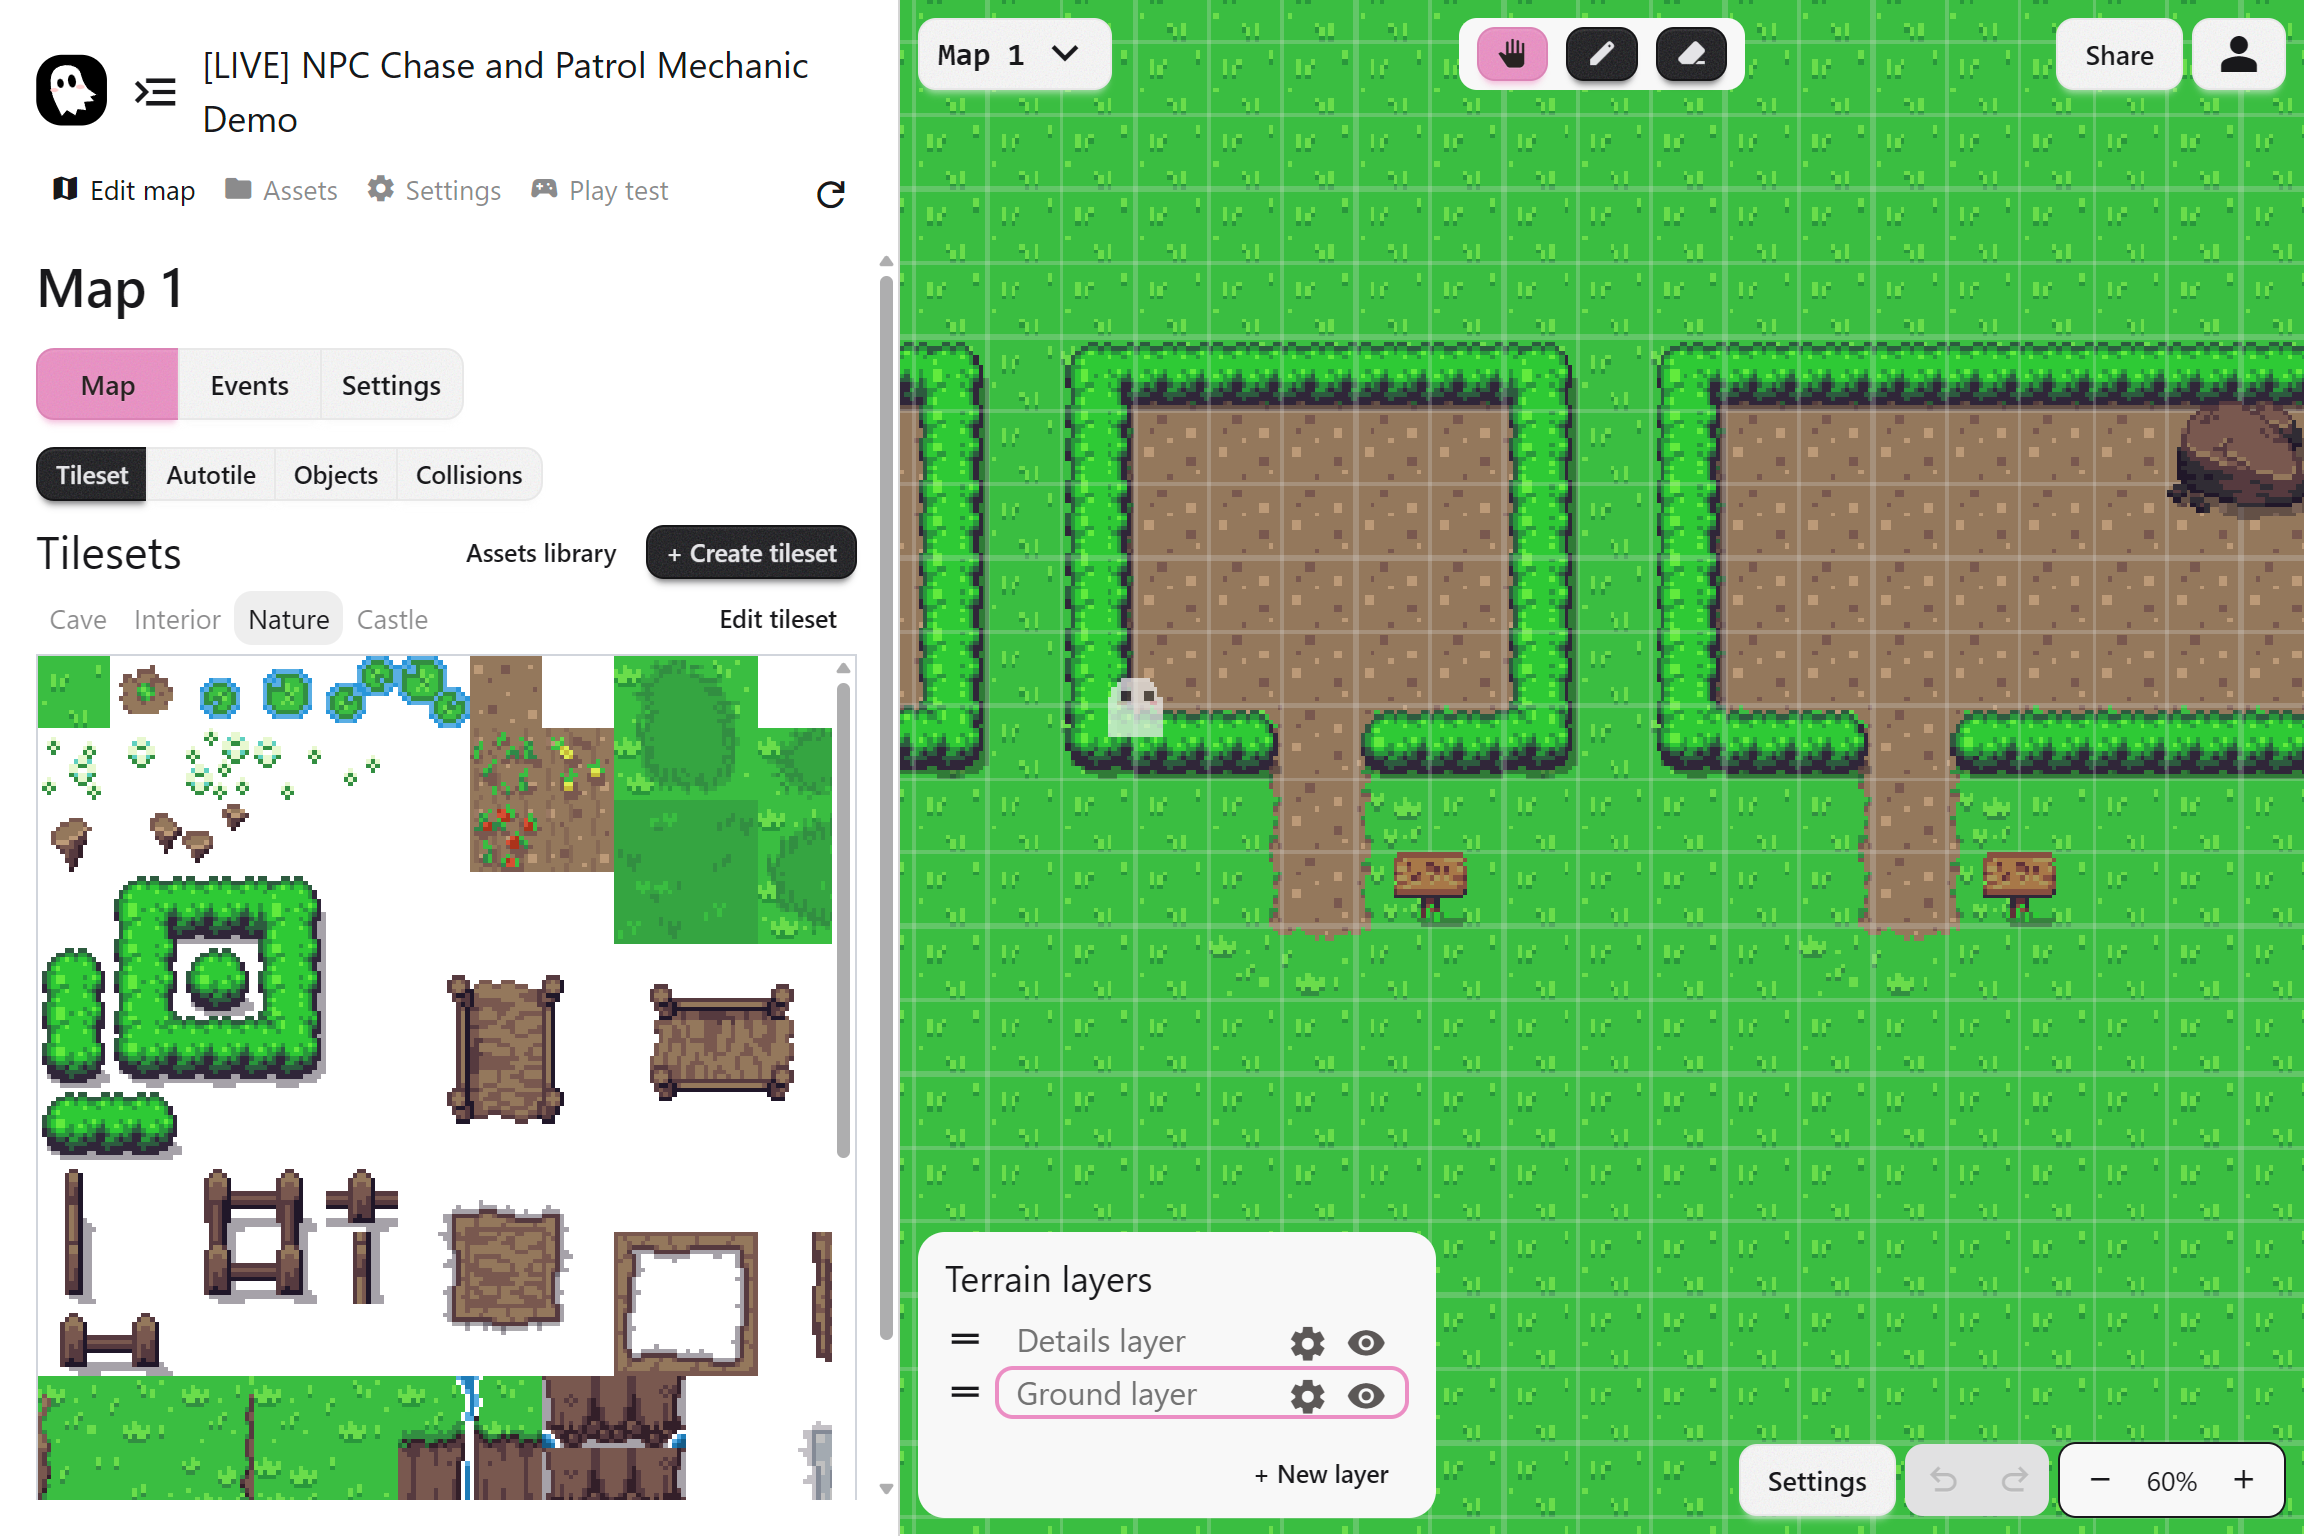 [LIVE] NPC Chase and Patrol Mechanic
Demo
Edit map Assets Settings Play test
Map 1
Map Events Settings
Tileset Autotile Objects Collisions
Tilesets Assets library + Create tileset
Cave Interior Nature Castle Edit tileset
Map 1
Share
Terrain layers
Details layer
Ground layer
+ New layer
Settings
− 60% +